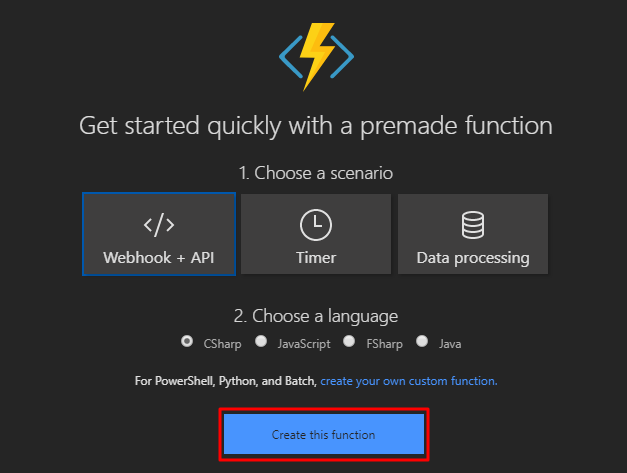 Get started quickly with a premade function
1. Choose a scenario
Webhook + API
Timer
Data processing
2. Choose a language
CSharp JavaScript FSharp Java
For PowerShell, Python, and Batch, create your own custom function.
Create this function